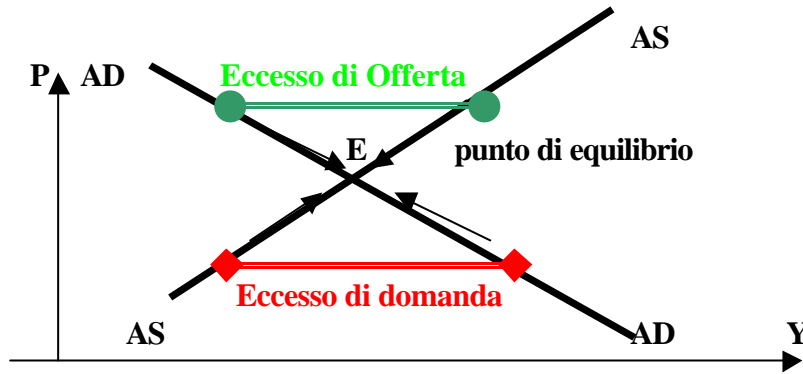 AS
P AD Eccesso di Offerta
E punto di equilibrio
Eccesso di domanda
AS AD Y